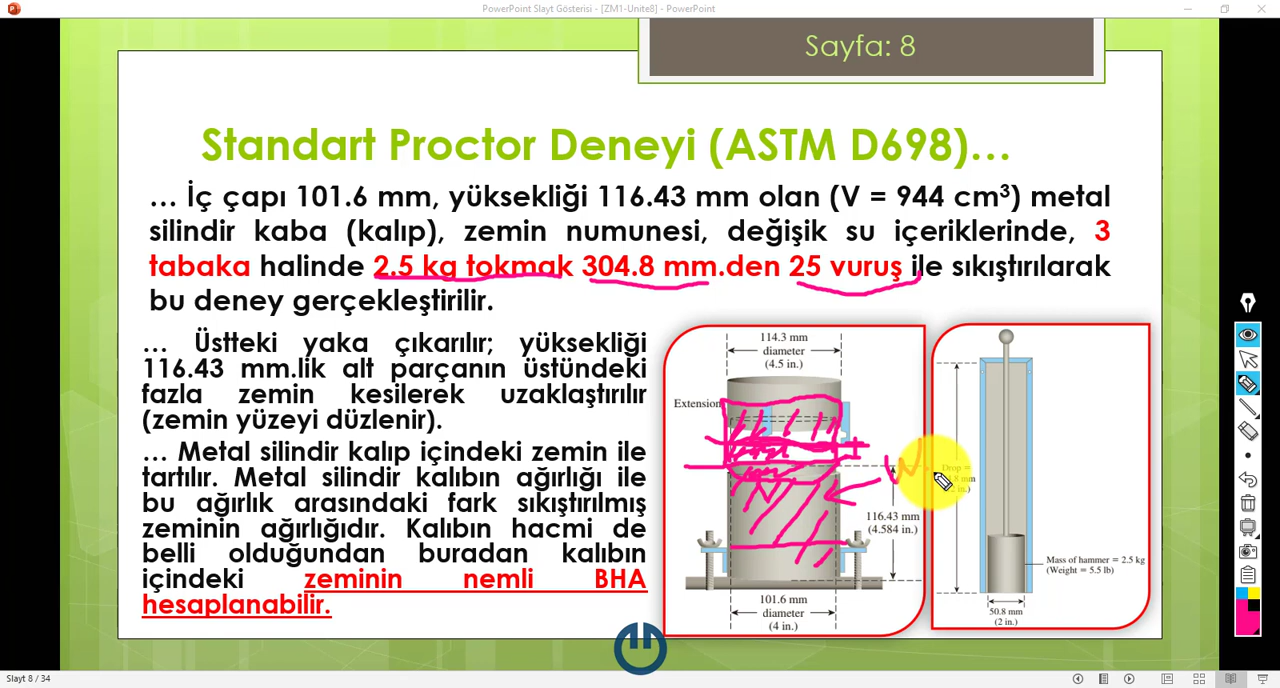 PowerPoint Slayt Gösterisi - [ZM1-Unite8] - PowerPoint
Sayfa: 8
Standart Proctor Deneyi (ASTM D698)…
… İç çapı 101.6 mm, yüksekliği 116.43 mm olan (V = 944 cm³) metal
silindir kaba (kalıp), zemin numunesi, değişik su içeriklerinde, 3
tabaka halinde 2.5 kg tokmak 304.8 mm.den 25 vuruş ile sıkıştırılarak
bu deney gerçekleştirilir.
… Üstteki yaka çıkarılır; yüksekliği
116.43 mm.lik alt parçanın üstündeki
fazla zemin kesilerek uzaklaştırılır
(zemin yüzeyi düzlenir).
… Metal silindir kalıp içindeki zemin ile
tartılır. Metal silindir kalıbın ağırlığı ile
bu ağırlık arasındaki fark sıkıştırılmış
zeminin ağırlığıdır. Kalıbın hacmi de
belli olduğundan buradan kalıbın
içindeki zeminin nemli BHA
hesaplanabilir.
114.3 mm
diameter
(4.5 in.)
Extension
W
116.43 mm
(4.584 in.)
101.6 mm
diameter
(4 in.)
Drop =
mm
in.)
Mass of hammer = 2.5 kg
(Weight = 5.5 lb)
50.8 mm
(2 in.)
Slayt 8 / 34